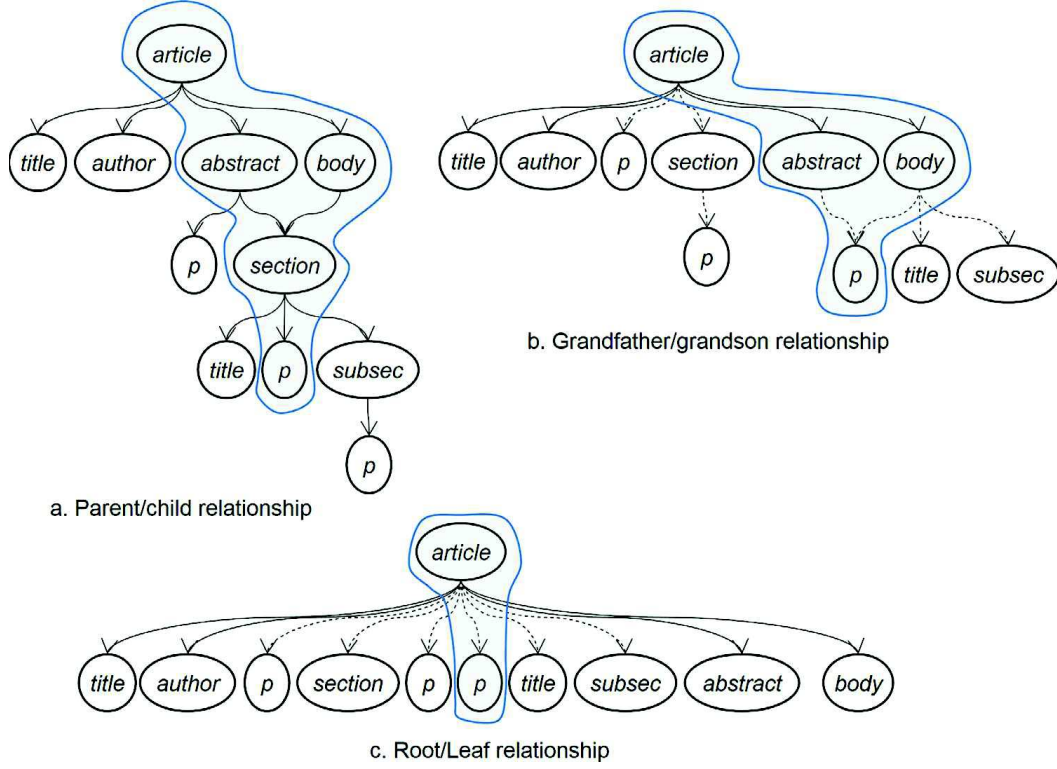 article article
title author abstract body title author p section abstract body
p section p p title subsec
title p subsec
b. Grandfather/grandson relationship
p
a. Parent/child relationship
article
title author p section p p title subsec abstract body
c. Root/Leaf relationship